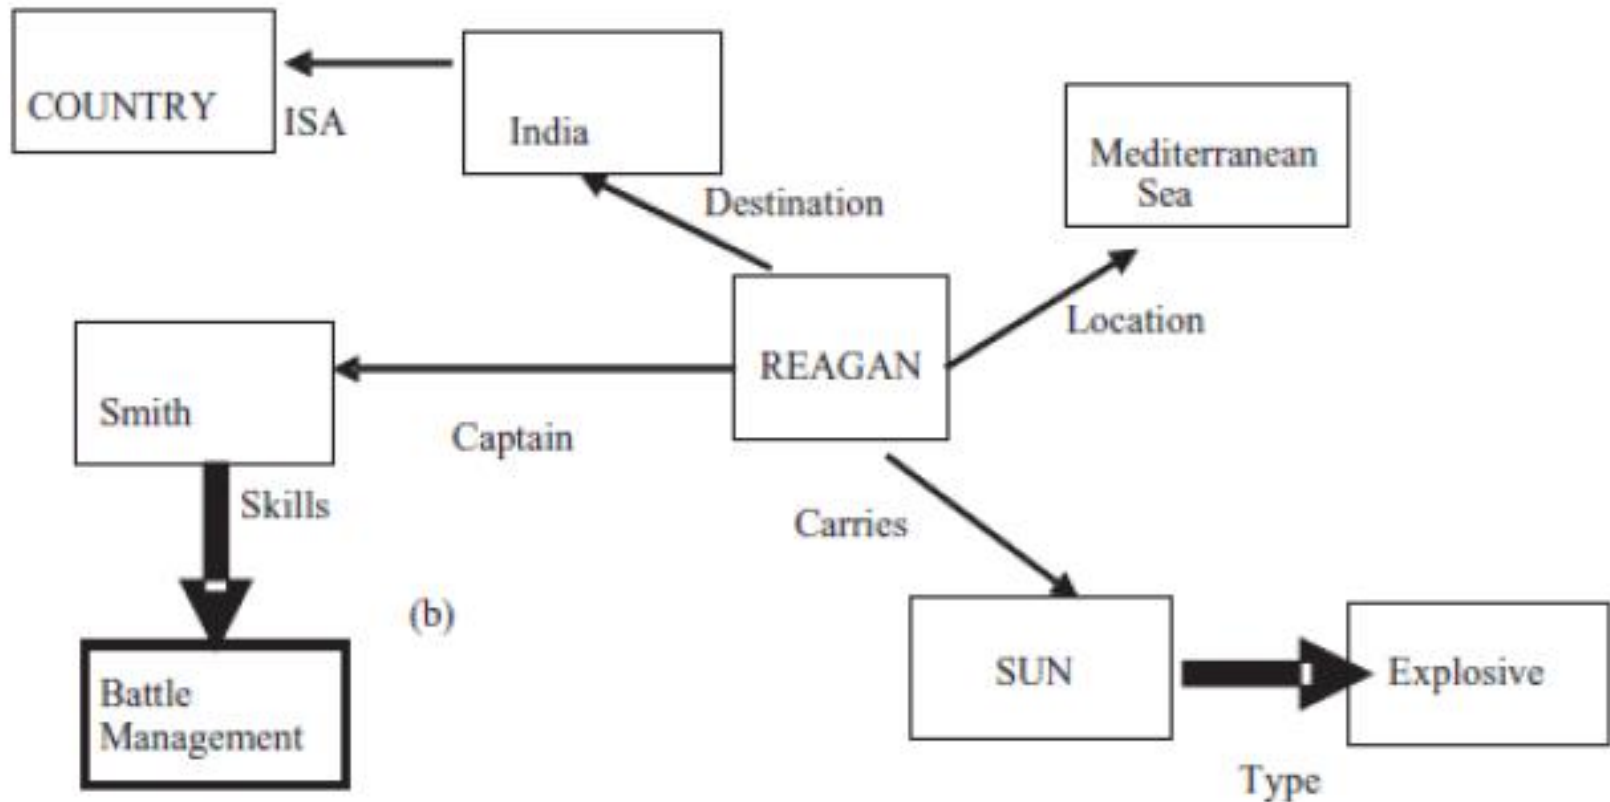 COUNTRY
ISA
India
Destination
Mediterranean
Sea
Location
REAGAN
Smith
Captain
Skills
Carries
(b)
Battle
Management
SUN
Explosive
Type